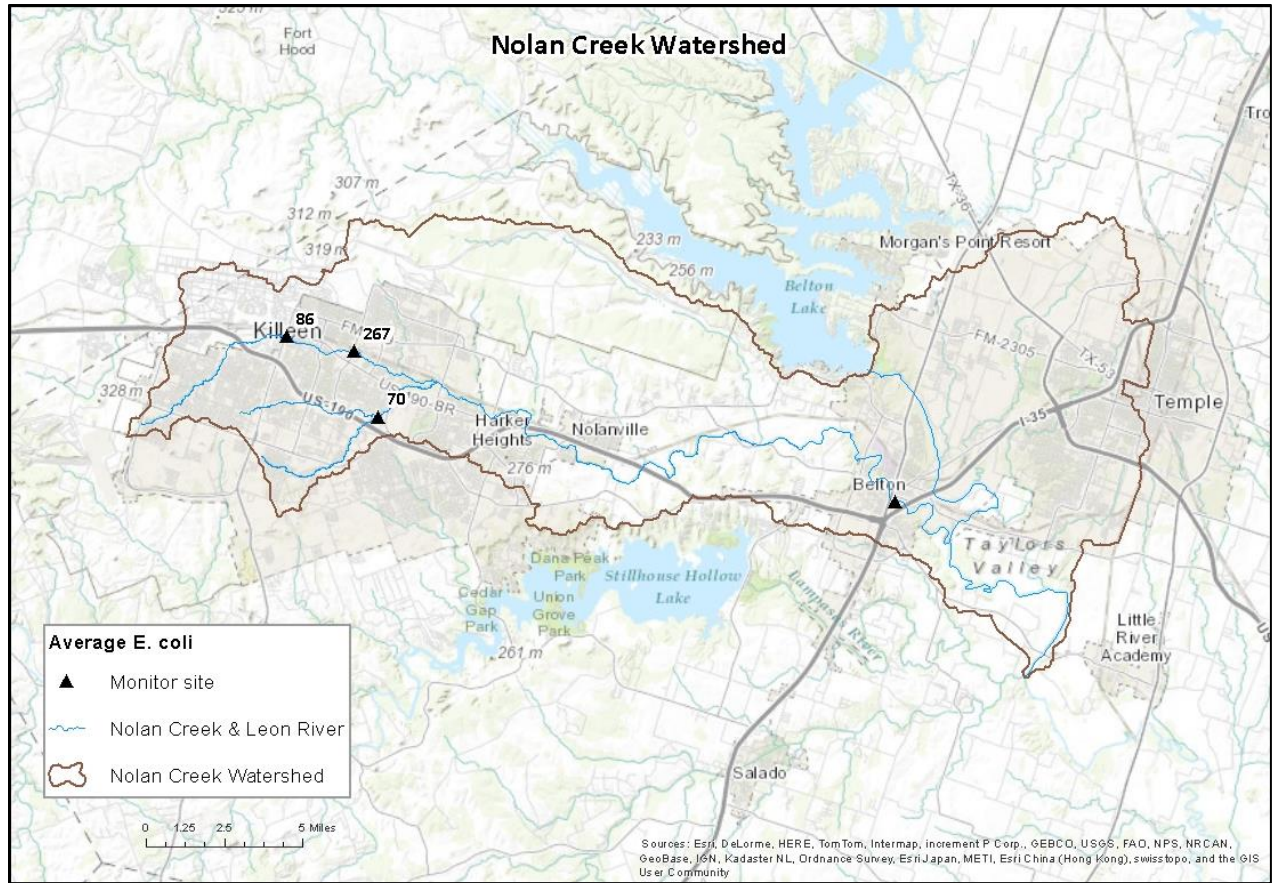 Nolan Creek Watershed
Fort
Hood
307 m
312 m
319 m
233 m
256 m
TX-36
Morgan's Point Resort
Belton
Lake
86
Killeen
267
328 m
70
US-190
Harker
Heights
Nolanville
276 m
FM-2305
TX-53
I-35
Temple
Belton
Taylors
Valley
Dana Peak
Park
Stillhouse Hollow
Lake
Cedar
Gap
Park
Union
Grove
Park
261 m
Lampasas River
Little
River
Academy
Salado
Average E. coli
Monitor site
Nolan Creek & Leon River
Nolan Creek Watershed
0 1.25 2.5 5 Miles
Sources: Esri, DeLorme, HERE, TomTom, Intermap, increment P Corp., GEBCO, USGS, FAO, NPS, NRCAN,
GeoBase, IGN, Kadaster NL, Ordnance Survey, Esri Japan, METI, Esri China (Hong Kong), swisstopo, and the GIS
User Community